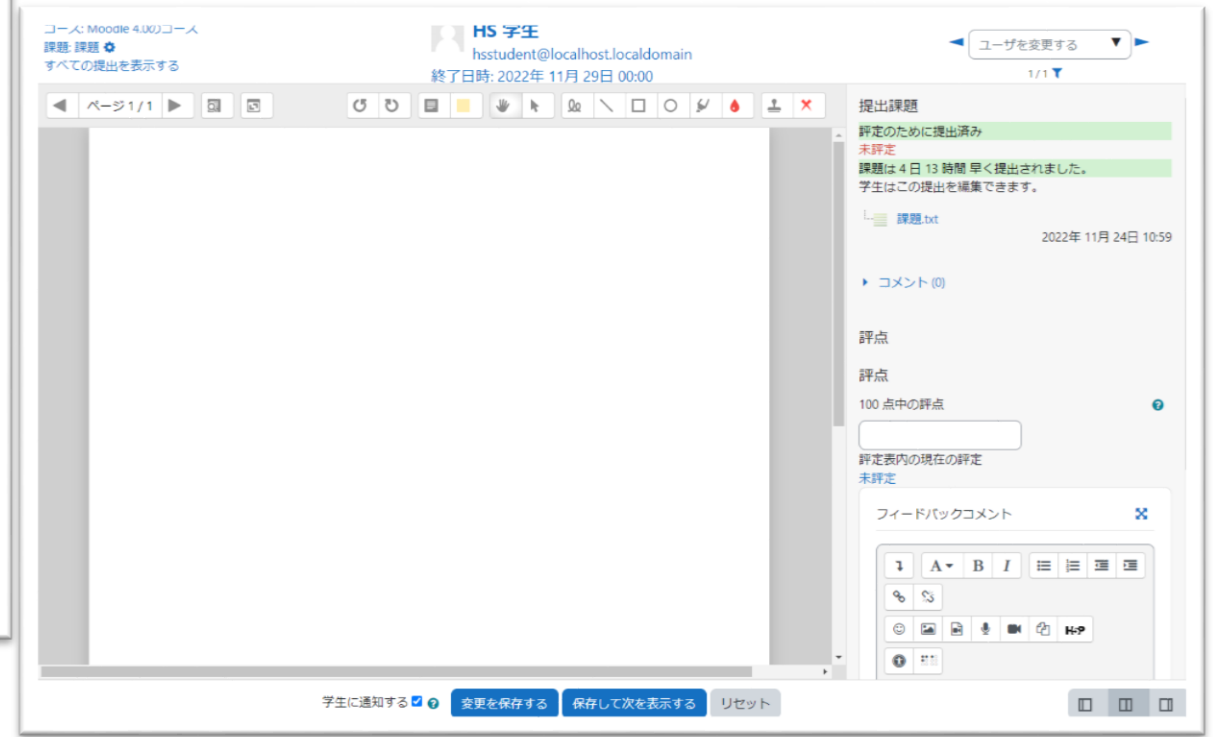 コース: Moodle 4.0のコース
課題: 課題
すべての提出を表示する
HS 学生
hsstudent@localhost.localdomain
終了日時: 2022年 11月 29日 00:00
ユーザを変更する
1/1
ページ 1/1
提出課題
評定のために提出済み
未評定
課題は 4 日 13 時間 早く提出されました。
学生はこの提出を編集できます。
課題.txt
2022年 11月 24日 10:59
コメント (0)
評点
評点
100 点中の評点
評定表内の現在の評定
未評定
フィードバックコメント
A B I
H-P
学生に通知する 変更を保存する 保存して次を表示する リセット